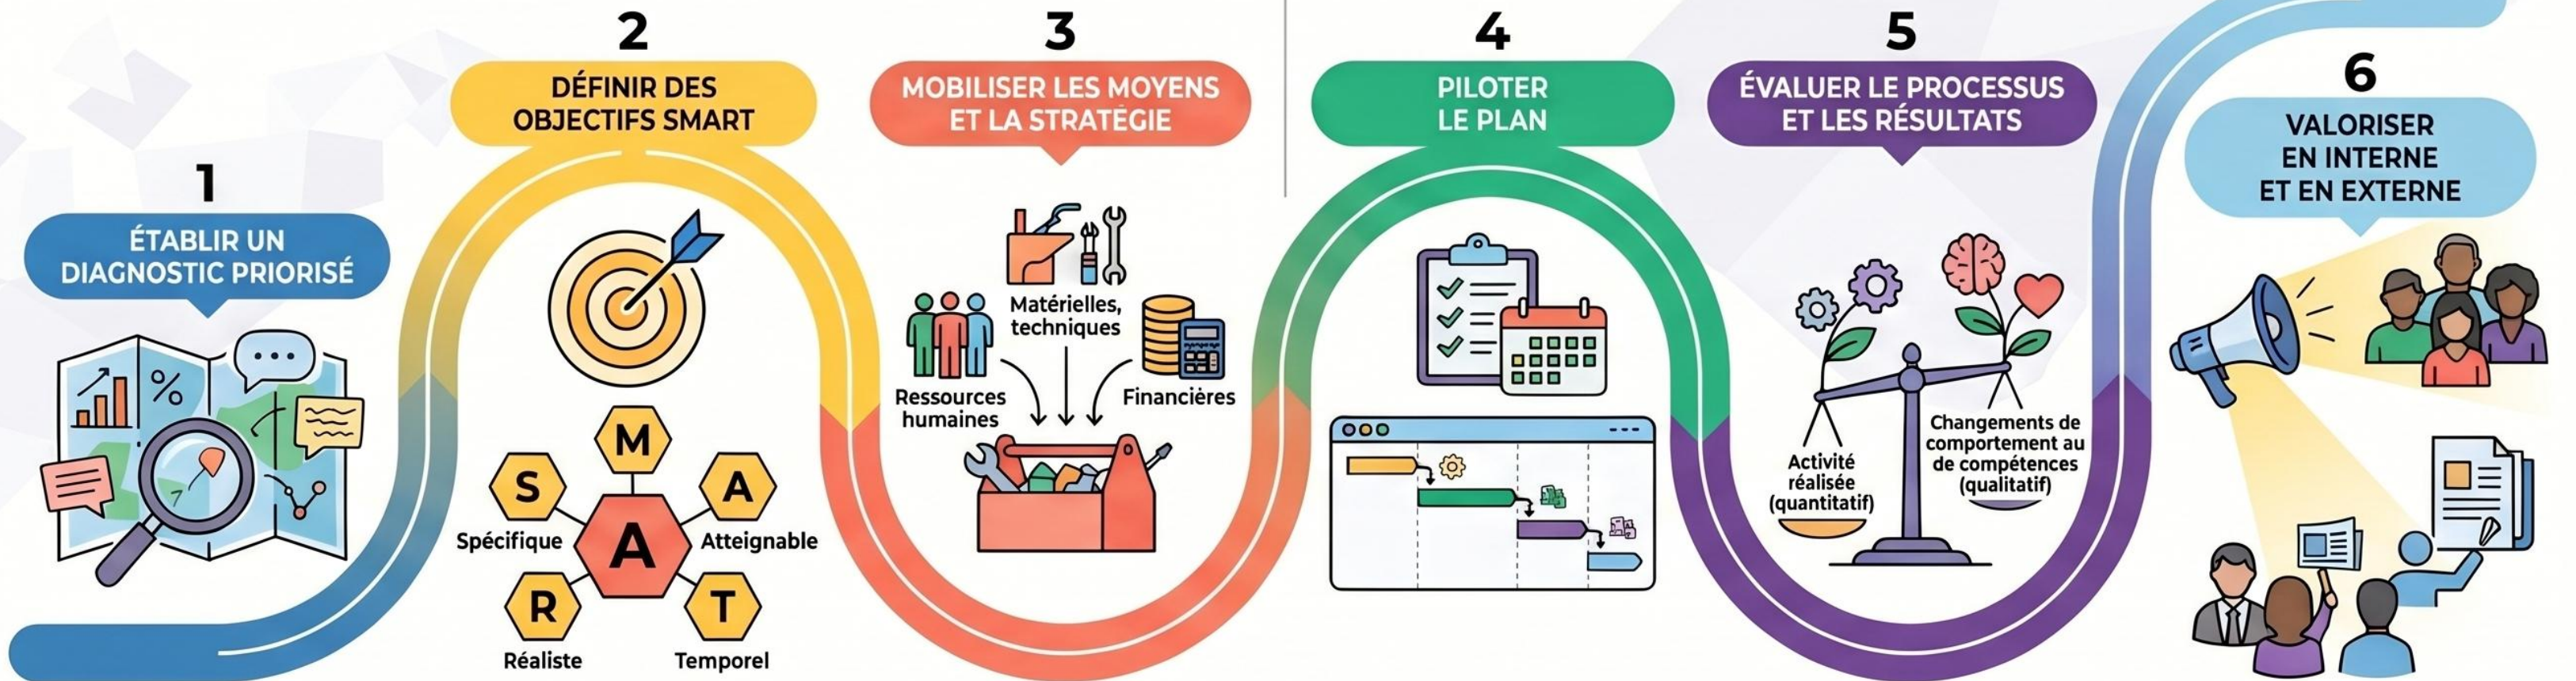 1
ÉTABLIR UN
DIAGNOSTIC PRIORISÉ
%
2
DÉFINIR DES
OBJECTIFS SMART
M
S
A
A
Spécifique
Atteignable
R
T
Réaliste
Temporel
3
MOBILISER LES MOYENS
ET LA STRATÉGIE
Matérielles,
techniques
Ressources
humaines
Financières
4
PILOTER
LE PLAN
5
ÉVALUER LE PROCESSUS
ET LES RÉSULTATS
Activité
réalisée
(quantitatif)
Changements de
comportement au
de compétences
(qualitatif)
6
VALORISER
EN INTERNE
ET EN EXTERNE